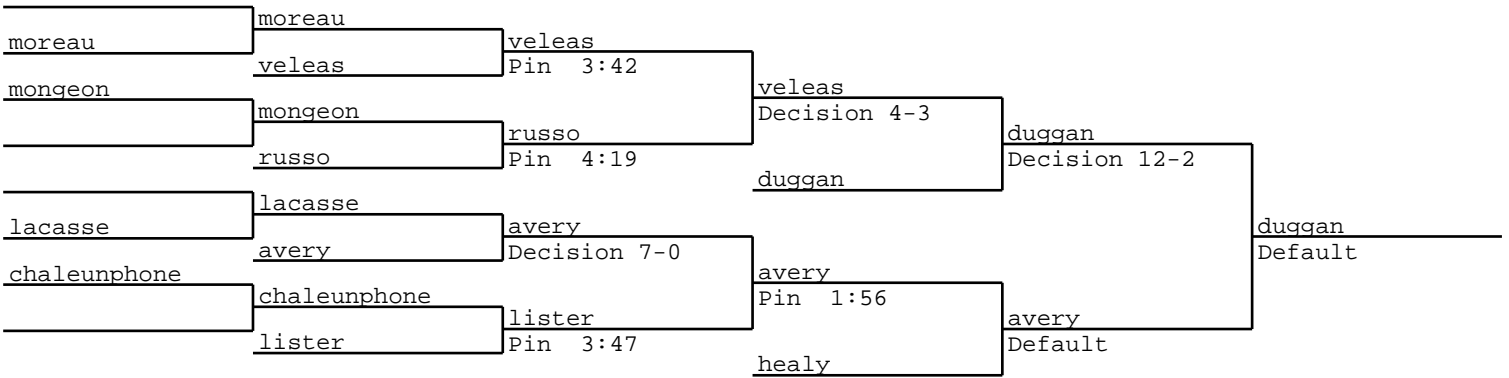 moreau
moreau
veleas
veleas
Pin 3:42
mongeon
veleas
mongeon
Decision 4-3
russo
duggan
russo
Pin 4:19
Decision 12-2
duggan
lacasse
lacasse
avery
duggan
avery
Decision 7-0
Default
chaleunphone
avery
chaleunphone
Pin 1:56
lister
avery
lister
Pin 3:47
Default
healy